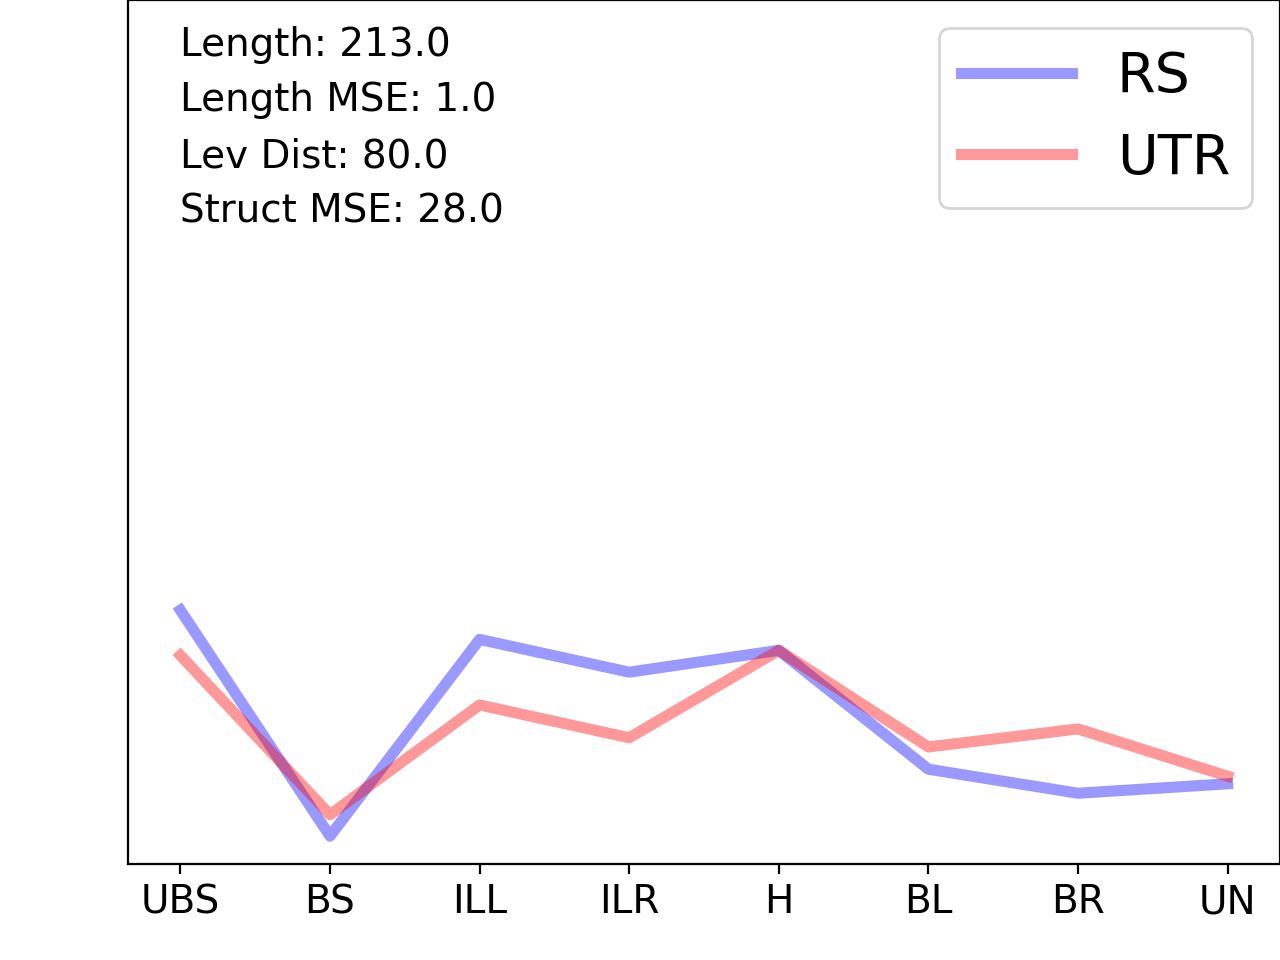 Length: 213.0
Length MSE: 1.0
Lev Dist: 80.0
Struct MSE: 28.0
RS
UTR
UBS BS ILL ILR H BL BR UN